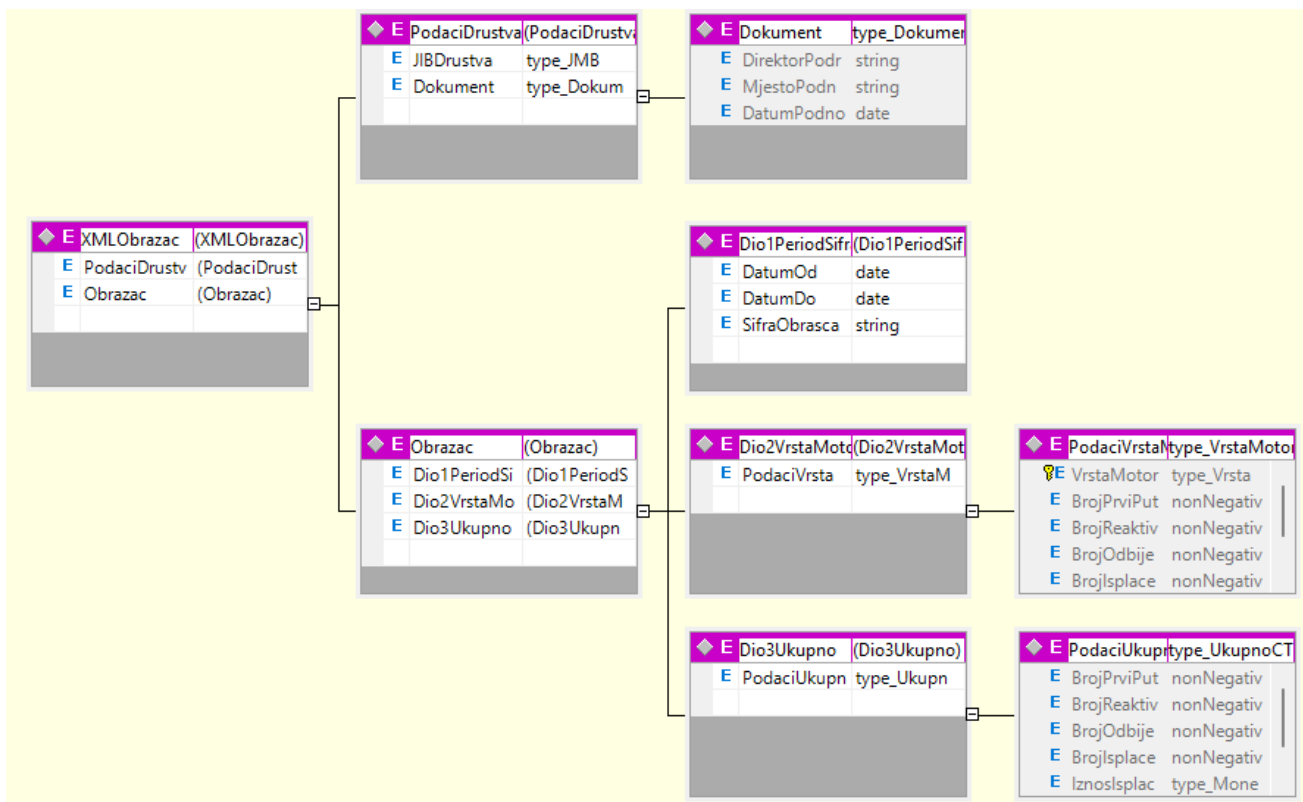 E PodaciDrustva (PodaciDrustva
E JIBDrustva type_JMB
E Dokument type_Dokum
E Dokument type_Dokumen
E DirektorPodr string
E MjestoPodn string
E DatumPodno date
E XMLObrazac (XMLObrazac)
E PodaciDrustv (PodaciDrust
E Obrazac (Obrazac)
E Dio1PeriodSifr (Dio1PeriodSif
E DatumOd date
E DatumDo date
E SifraObrasca string
E Obrazac (Obrazac)
E Dio1PeriodSi (Dio1PeriodS
E Dio2VrstaMo (Dio2VrstaM
E Dio3Ukupno (Dio3Ukupn
E Dio2VrstaMoto (Dio2VrstaMot
E PodaciVrsta type_VrstaM
E PodaciVrstaM type_VrstaMotor
E VrstaMotor type_Vrsta
E BrojPrviPut nonNegativ
E BrojReaktiv nonNegativ
E BrojOdbije nonNegativ
E BrojIsplace nonNegativ
E Dio3Ukupno (Dio3Ukupno)
E PodaciUkupn type_Ukupn
E PodaciUkupn type_UkupnoCT
E BrojPrviPut nonNegativ
E BrojReaktiv nonNegativ
E BrojOdbije nonNegativ
E BrojIsplace nonNegativ
E IznosIsplac type_Mone